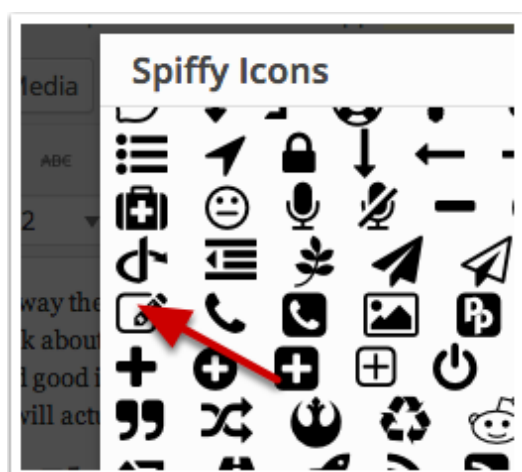 Spiffy Icons
Media
ABC
2
way the
k about
d good i
will actu